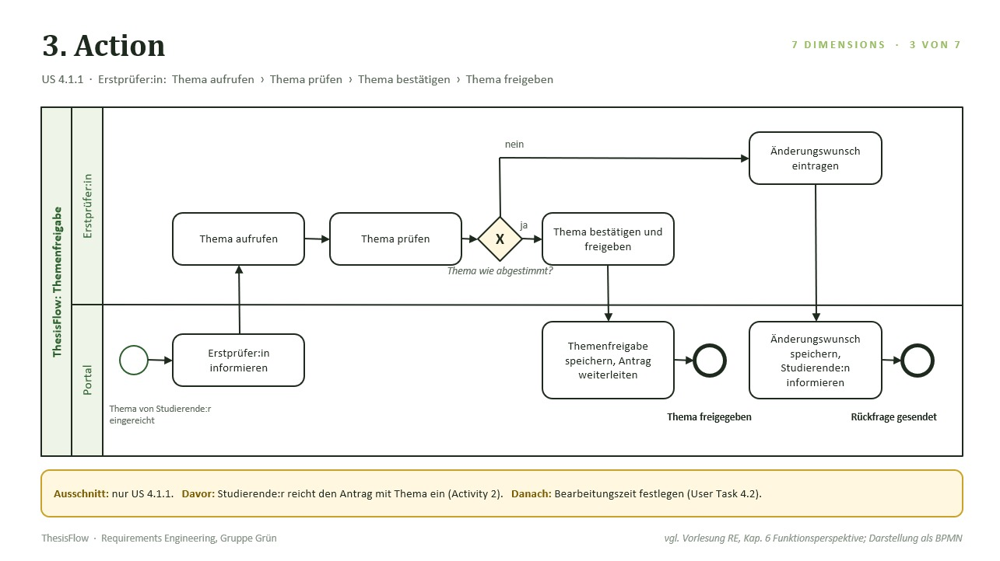 3. Action
7 DIMENSIONS · 3 VON 7
US 4.1.1 · Erstprüfer:in: Thema aufrufen › Thema prüfen › Thema bestätigen › Thema freigeben
ThesisFlow: Themenfreigabe
Erstprüfer:in
nein
Änderungswunsch
eintragen
Thema aufrufen
Thema prüfen
X
ja
Thema bestätigen und
freigeben
Thema wie abgestimmt?
Portal
Erstprüfer:in
informieren
Thema von Studierende:r
eingereicht
Themenfreigabe
speichern, Antrag
weiterleiten
Thema freigegeben
Änderungswunsch
speichern,
Studierende:n
informieren
Rückfrage gesendet
Ausschnitt: nur US 4.1.1. Davor: Studierende:r reicht den Antrag mit Thema ein (Activity 2). Danach: Bearbeitungszeit festlegen (User Task 4.2).
ThesisFlow · Requirements Engineering, Gruppe Grün
vgl. Vorlesung RE, Kap. 6 Funktionsperspektive; Darstellung als BPMN